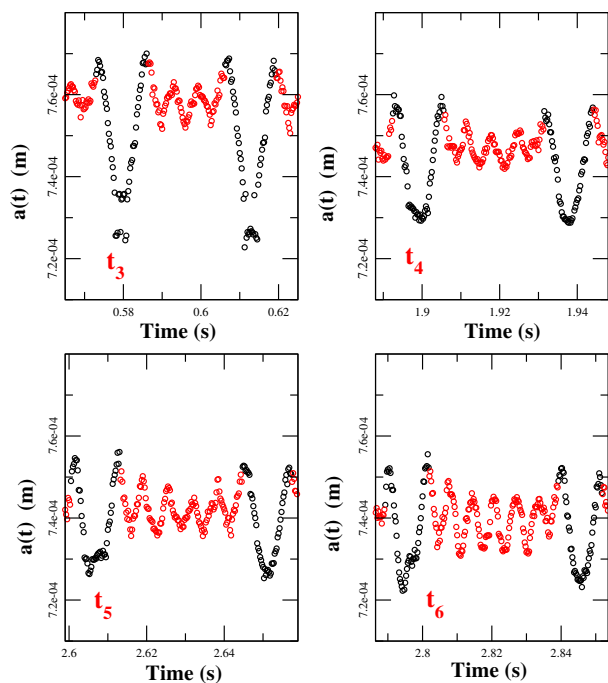 7.6e-04
7.4e-04
7.2e-04
a(t) (m)
t3
0.58
0.6
0.62
Time (s)
7.6e-04
7.4e-04
7.2e-04
a(t) (m)
t4
1.9
1.92
1.94
Time (s)
7.6e-04
7.4e-04
7.2e-04
a(t) (m)
t5
2.6
2.62
2.64
Time (s)
7.6e-04
7.4e-04
7.2e-04
a(t) (m)
t6
2.8
2.82
2.84
Time (s)